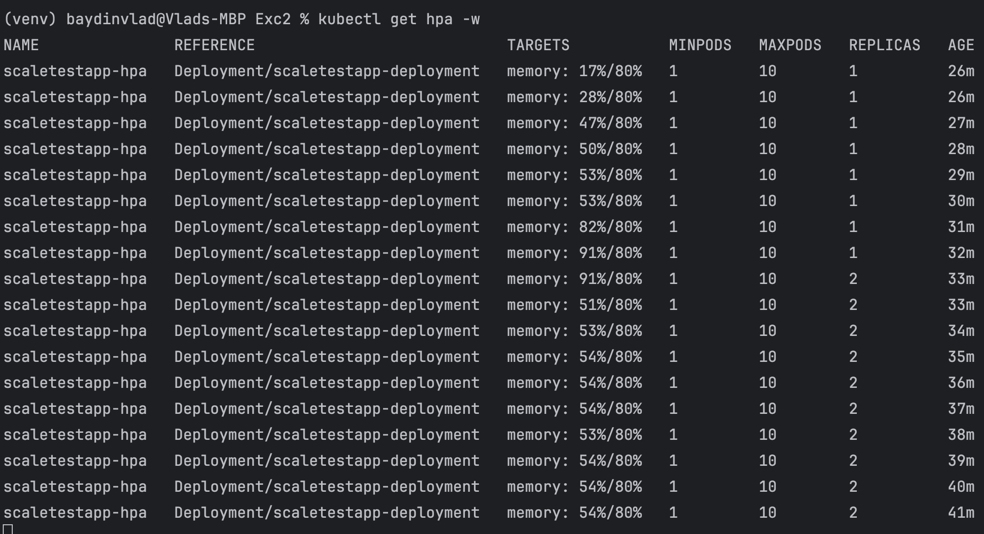 (venv) baydinvlad@Vlads-MBP Exc2 % kubectl get hpa -w
NAME REFERENCE TARGETS MINPODS MAXPODS REPLICAS AGE
scaletestapp-hpa Deployment/scaletestapp-deployment memory: 17%/80% 1 10 1 26m
scaletestapp-hpa Deployment/scaletestapp-deployment memory: 28%/80% 1 10 1 26m
scaletestapp-hpa Deployment/scaletestapp-deployment memory: 47%/80% 1 10 1 27m
scaletestapp-hpa Deployment/scaletestapp-deployment memory: 50%/80% 1 10 1 28m
scaletestapp-hpa Deployment/scaletestapp-deployment memory: 53%/80% 1 10 1 29m
scaletestapp-hpa Deployment/scaletestapp-deployment memory: 53%/80% 1 10 1 30m
scaletestapp-hpa Deployment/scaletestapp-deployment memory: 82%/80% 1 10 1 31m
scaletestapp-hpa Deployment/scaletestapp-deployment memory: 91%/80% 1 10 1 32m
scaletestapp-hpa Deployment/scaletestapp-deployment memory: 91%/80% 1 10 2 33m
scaletestapp-hpa Deployment/scaletestapp-deployment memory: 51%/80% 1 10 2 33m
scaletestapp-hpa Deployment/scaletestapp-deployment memory: 53%/80% 1 10 2 34m
scaletestapp-hpa Deployment/scaletestapp-deployment memory: 54%/80% 1 10 2 35m
scaletestapp-hpa Deployment/scaletestapp-deployment memory: 54%/80% 1 10 2 36m
scaletestapp-hpa Deployment/scaletestapp-deployment memory: 54%/80% 1 10 2 37m
scaletestapp-hpa Deployment/scaletestapp-deployment memory: 53%/80% 1 10 2 38m
scaletestapp-hpa Deployment/scaletestapp-deployment memory: 54%/80% 1 10 2 39m
scaletestapp-hpa Deployment/scaletestapp-deployment memory: 54%/80% 1 10 2 40m
scaletestapp-hpa Deployment/scaletestapp-deployment memory: 54%/80% 1 10 2 41m